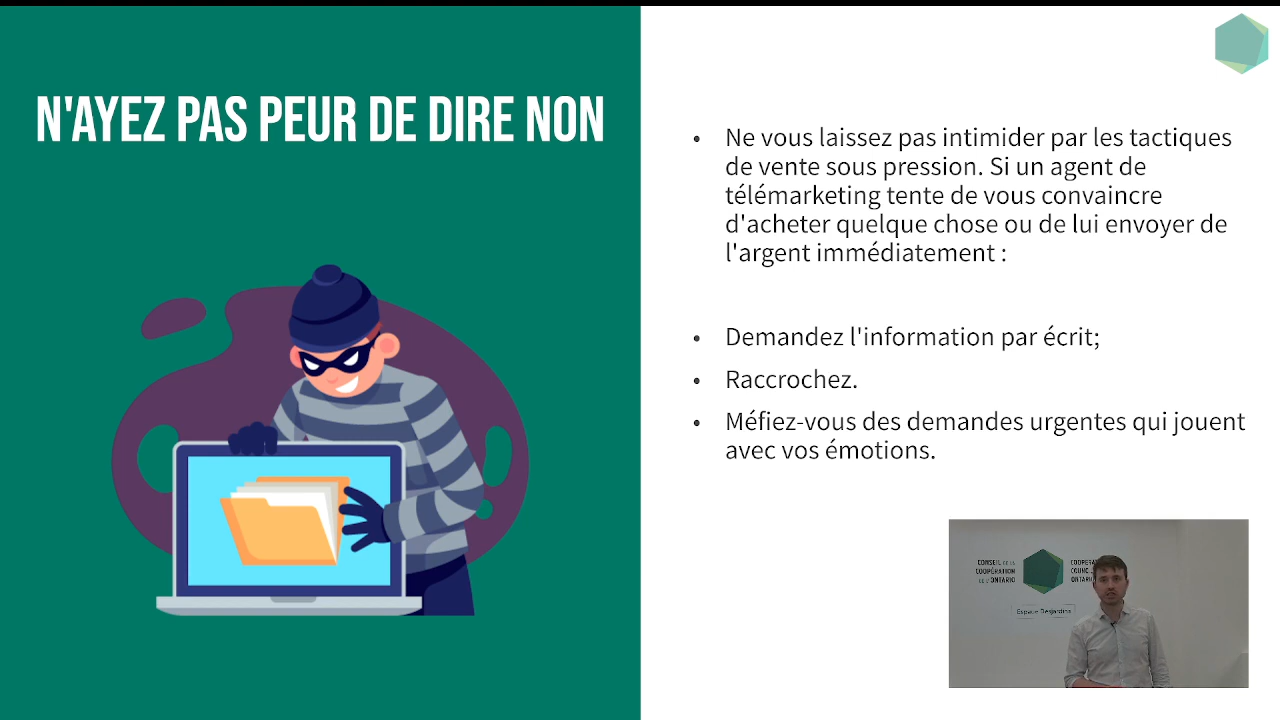 N'AYEZ PAS PEUR DE DIRE NON
• Ne vous laissez pas intimider par les tactiques
de vente sous pression. Si un agent de
télémarketing tente de vous convaincre
d'acheter quelque chose ou de lui envoyer de
l'argent immédiatement :
• Demandez l'information par écrit;
• Raccrochez.
• Méfiez-vous des demandes urgentes qui jouent
avec vos émotions.
CONSEIL DE LA
COOPÉRATION
DE L'ONTARIO
ONTARIO
Espace Desjardins